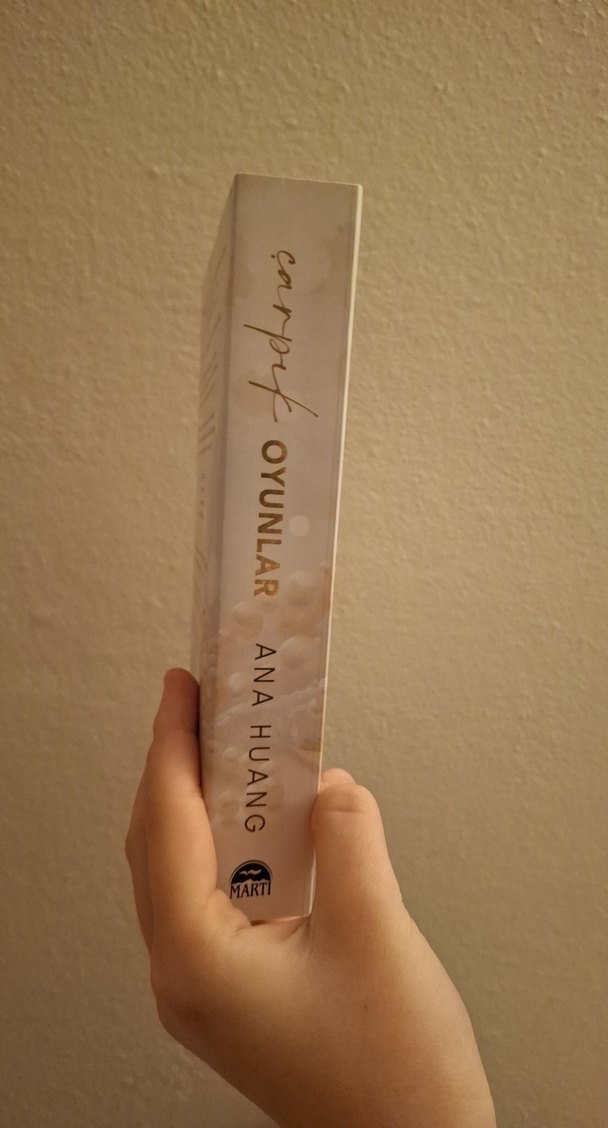 çarpık
OYUNLAR
ANA HUANG
MARTI